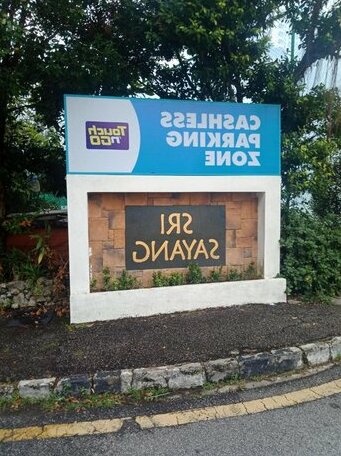 CASHLESS
PARKING
ZONE
Touch
'n GO
SRI
SAYANG